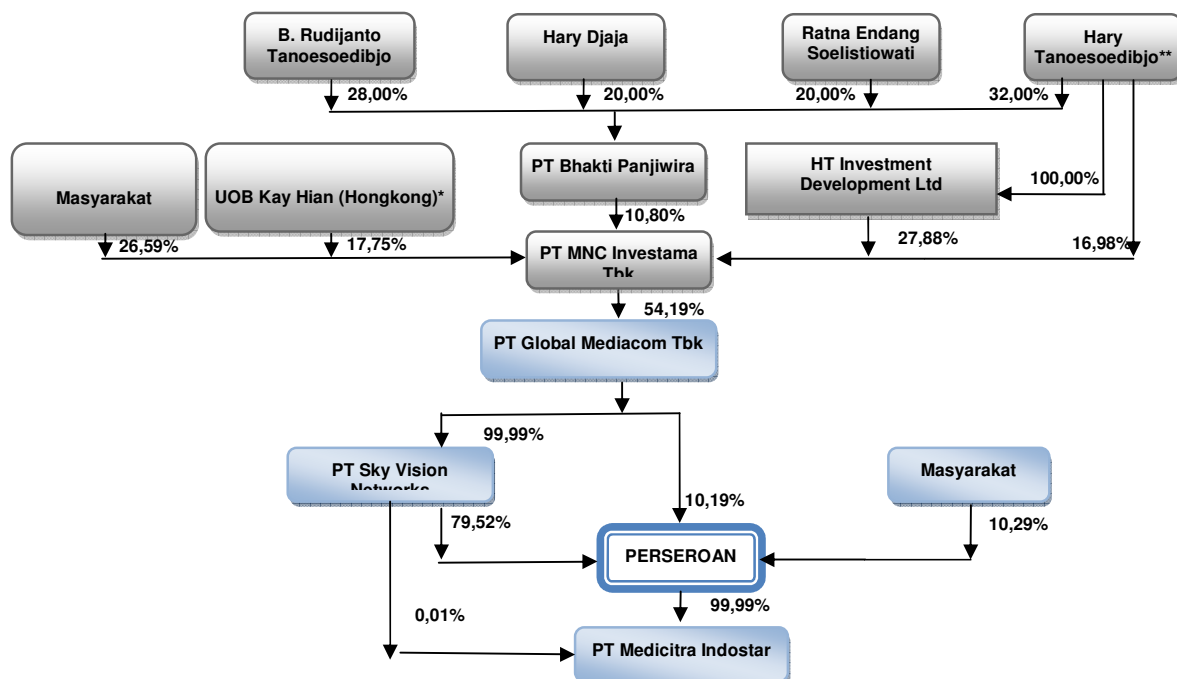 B. Rudijanto
Tanoesoedibjo
Hary Djaja
Ratna Endang
Soelistiowati
Hary
Tanoesoedibjo**
28,00%
20,00%
20,00%
32,00%
Masyarakat
UOB Kay Hian (Hongkong)*
PT Bhakti Panjiwira
HT Investment
Development Ltd
100,00%
26,59%
17,75%
10,80%
27,88%
16,98%
PT MNC Investama
Tbk
54,19%
PT Global Mediacom Tbk
99,99%
PT Sky Vision
Networks
Masyarakat
10,19%
79,52%
10,29%
PERSEROAN
0,01%
99,99%
PT Medicitra Indostar